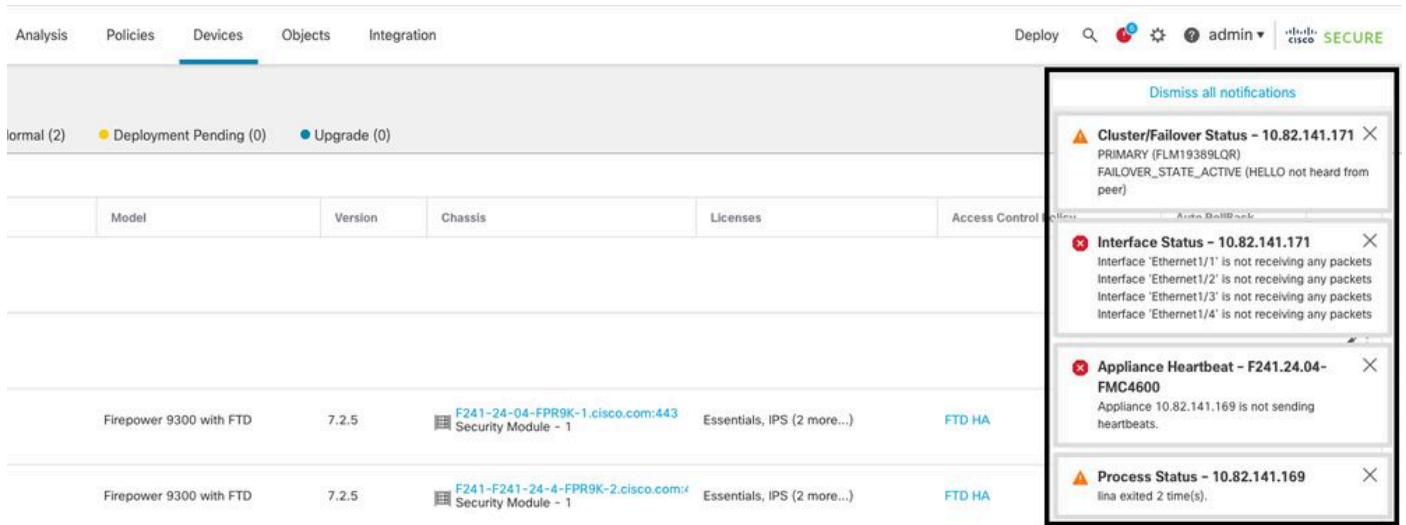 Analysis Policies Devices Objects Integration Deploy 6 admin cisco SECURE
Dismiss all notifications
ormal (2) Deployment Pending (0) Upgrade (0)
Cluster/Failover Status - 10.82.141.171
PRIMARY (FLM19389LQR)
FAILOVER_STATE_ACTIVE (HELLO not heard from
peer)
Model Version Chassis Licenses Access Control Policy Auto RollBack
Interface Status - 10.82.141.171
Interface 'Ethernet1/1' is not receiving any packets
Interface 'Ethernet1/2' is not receiving any packets
Interface 'Ethernet1/3' is not receiving any packets
Interface 'Ethernet1/4' is not receiving any packets
Appliance Heartbeat - F241.24.04-
FMC4600
Appliance 10.82.141.169 is not sending
heartbeats.
Firepower 9300 with FTD 7.2.5 F241-24-04-FPR9K-1.cisco.com:443
Security Module - 1 Essentials, IPS (2 more...) FTD HA
Process Status - 10.82.141.169
lina exited 2 time(s).
Firepower 9300 with FTD 7.2.5 F241-F241-24-4-FPR9K-2.cisco.com:4
Security Module - 1 Essentials, IPS (2 more...) FTD HA